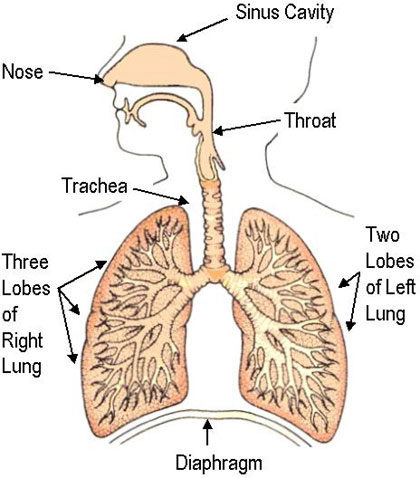 Sinus Cavity
Nose
Throat
Trachea
Three
Lobes
of
Right
Lung
Two
Lobes
of Left
Lung
Diaphragm